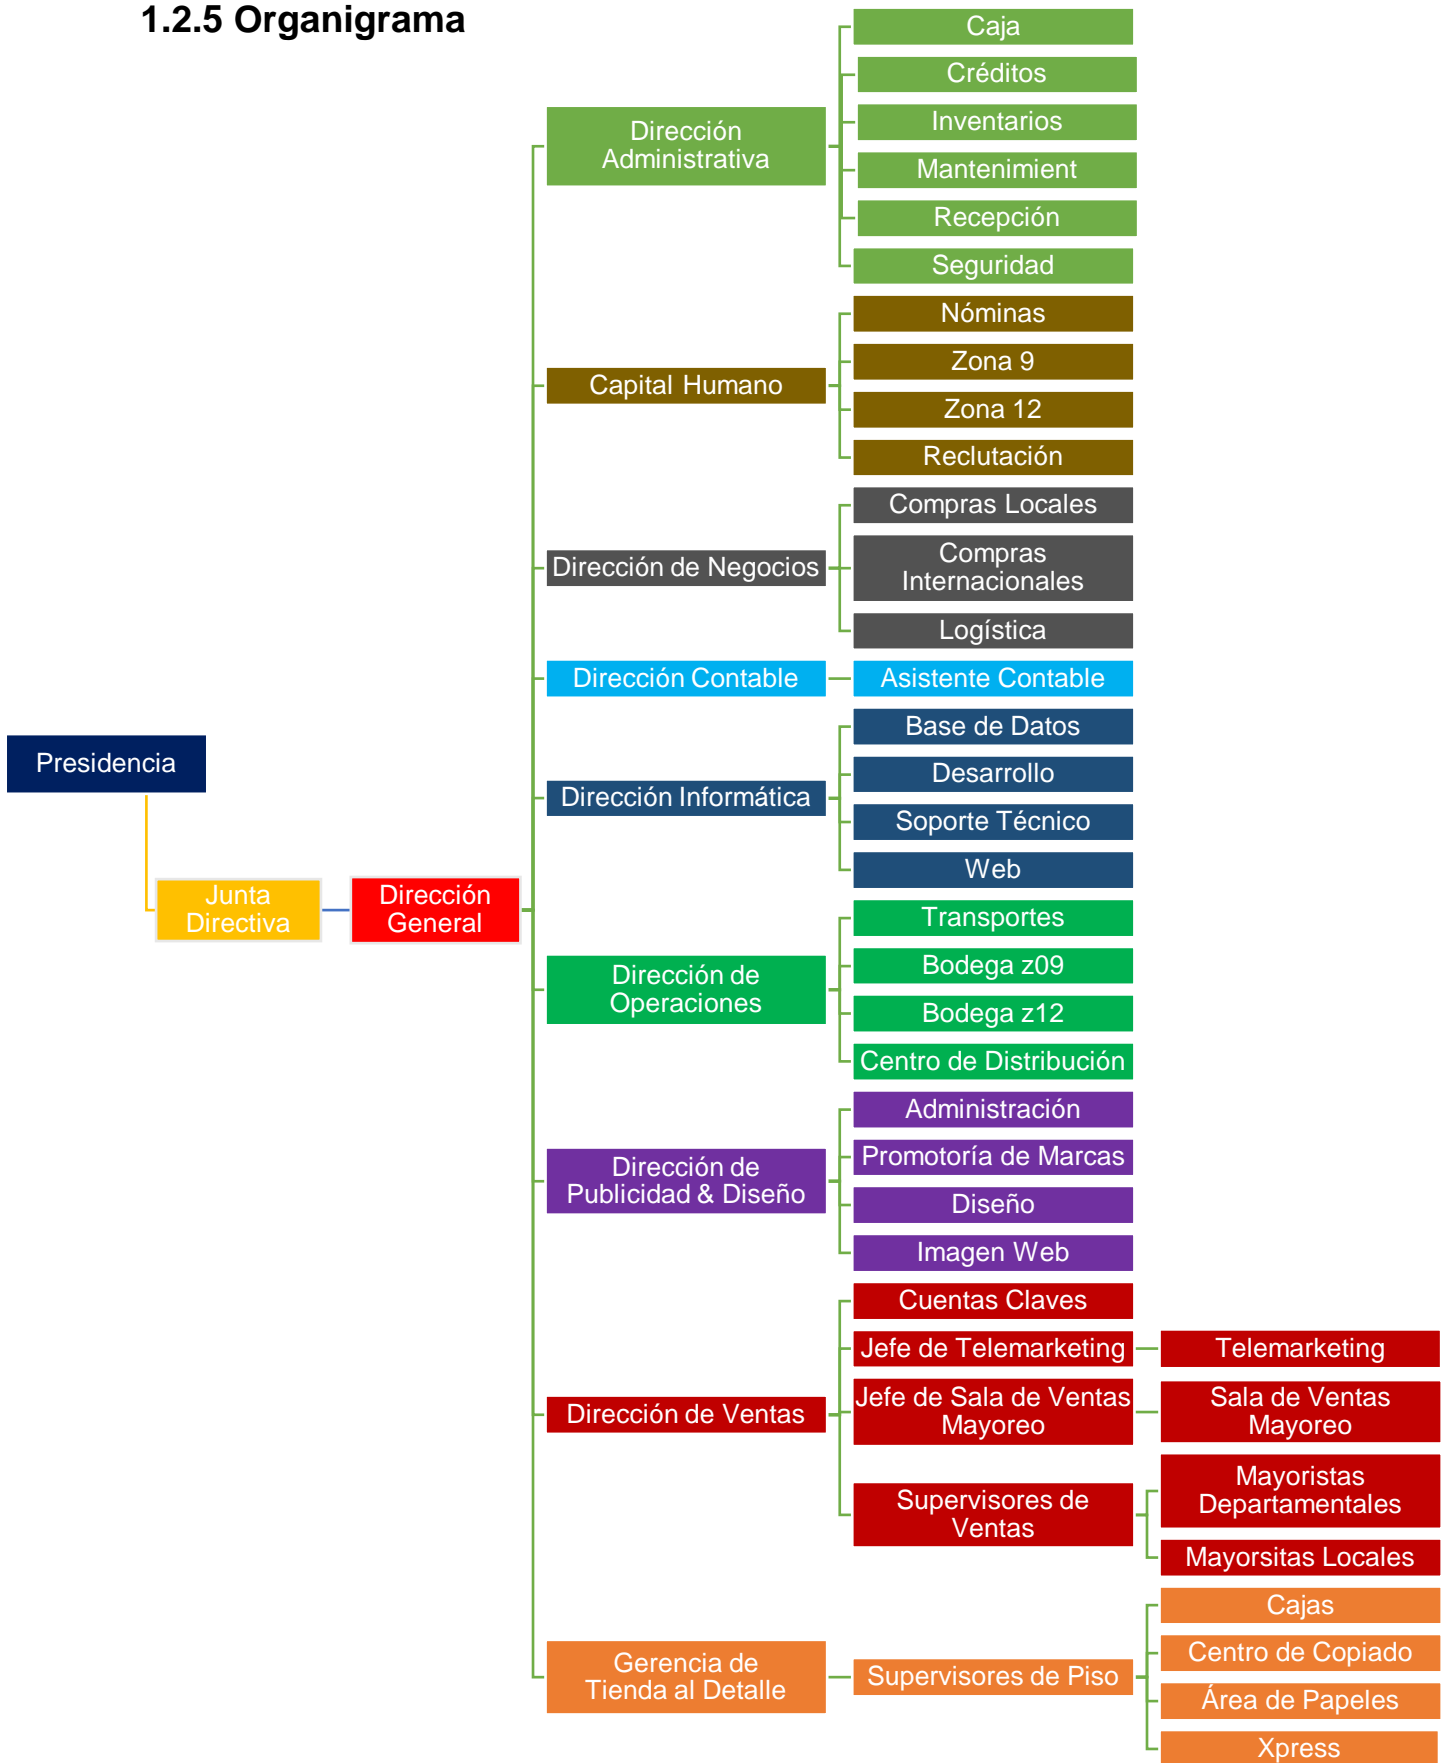 1.2.5 Organigrama
Presidencia
Junta
Directiva
Dirección
General
Dirección
Administrativa
Caja
Créditos
Inventarios
Mantenimient
Recepción
Seguridad
Capital Humano
Nóminas
Zona 9
Zona 12
Reclutación
Dirección de Negocios
Compras Locales
Compras
Internacionales
Logística
Dirección Contable
Asistente Contable
Dirección Informática
Base de Datos
Desarrollo
Soporte Técnico
Web
Dirección de
Operaciones
Transportes
Bodega z09
Bodega z12
Centro de Distribución
Dirección de
Publicidad & Diseño
Administración
Promotoría de Marcas
Diseño
Imagen Web
Dirección de Ventas
Cuentas Claves
Jefe de Telemarketing
Telemarketing
Jefe de Sala de Ventas
Mayoreo
Sala de Ventas
Mayoreo
Supervisores de
Ventas
Mayoristas
Departamentales
Mayorsitas Locales
Gerencia de
Tienda al Detalle
Supervisores de Piso
Cajas
Centro de Copiado
Área de Papeles
Xpress